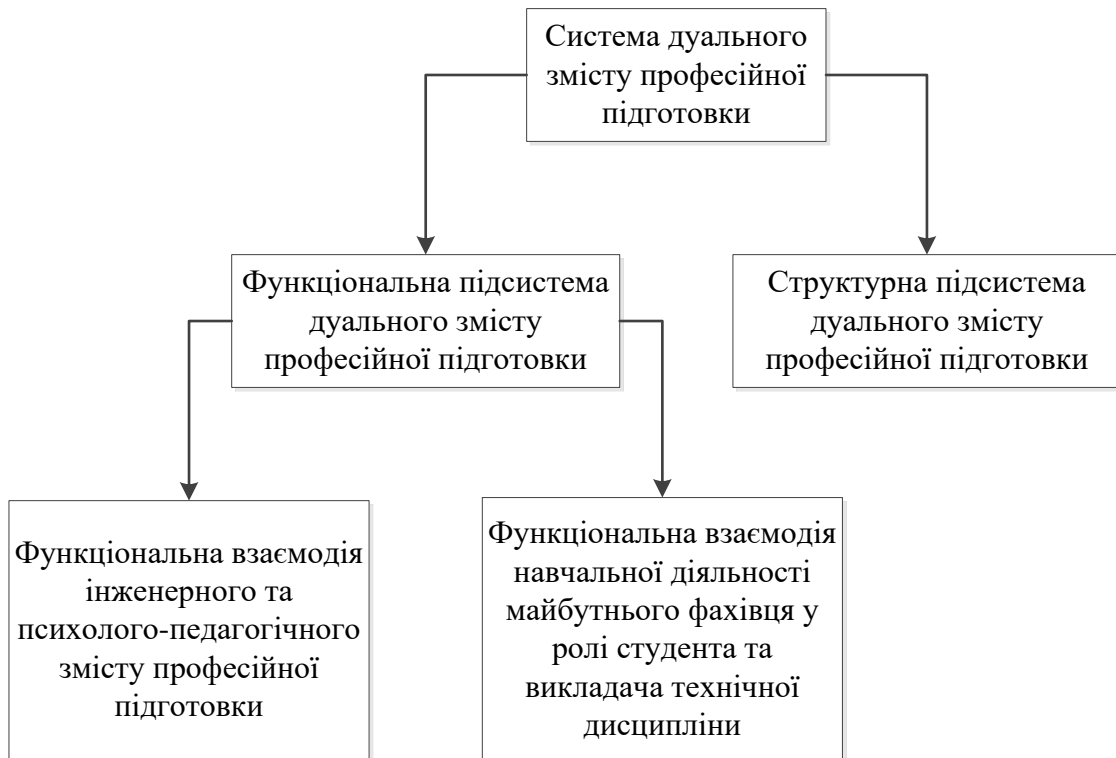 Система дуального
змісту професійної
підготовки
Функціональна підсистема
дуального змісту
професійної підготовки
Структурна підсистема
дуального змісту
професійної підготовки
Функціональна взаємодія
інженерного та
психолого-педагогічного
змісту професійної
підготовки
Функціональна взаємодія
навчальної діяльності
майбутнього фахівця у
ролі студента та
викладача технічної
дисципліни